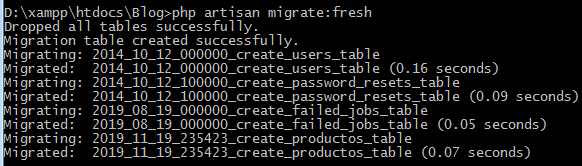 D:\xampp\htdocs\Blog>php artisan migrate:fresh
Dropped all tables successfully.
Migration table created successfully.
Migrating: 2014_10_12_000000_create_users_table
Migrated:  2014_10_12_000000_create_users_table (0.16 seconds)
Migrating: 2014_10_12_100000_create_password_resets_table
Migrated:  2014_10_12_100000_create_password_resets_table (0.09 seconds)
Migrating: 2019_08_19_000000_create_failed_jobs_table
Migrated:  2019_08_19_000000_create_failed_jobs_table (0.05 seconds)
Migrating: 2019_11_19_235423_create_productos_table
Migrated:  2019_11_19_235423_create_productos_table (0.07 seconds)